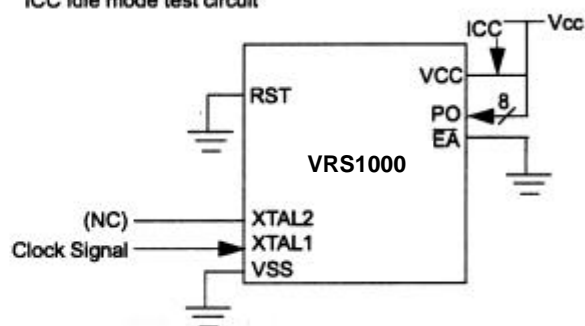 ICC Idle mode test circuit
ICC
Vcc
VCC
RST
8
PO
EA
VRS1000
(NC)
XTAL2
Clock Signal
XTAL1
VSS